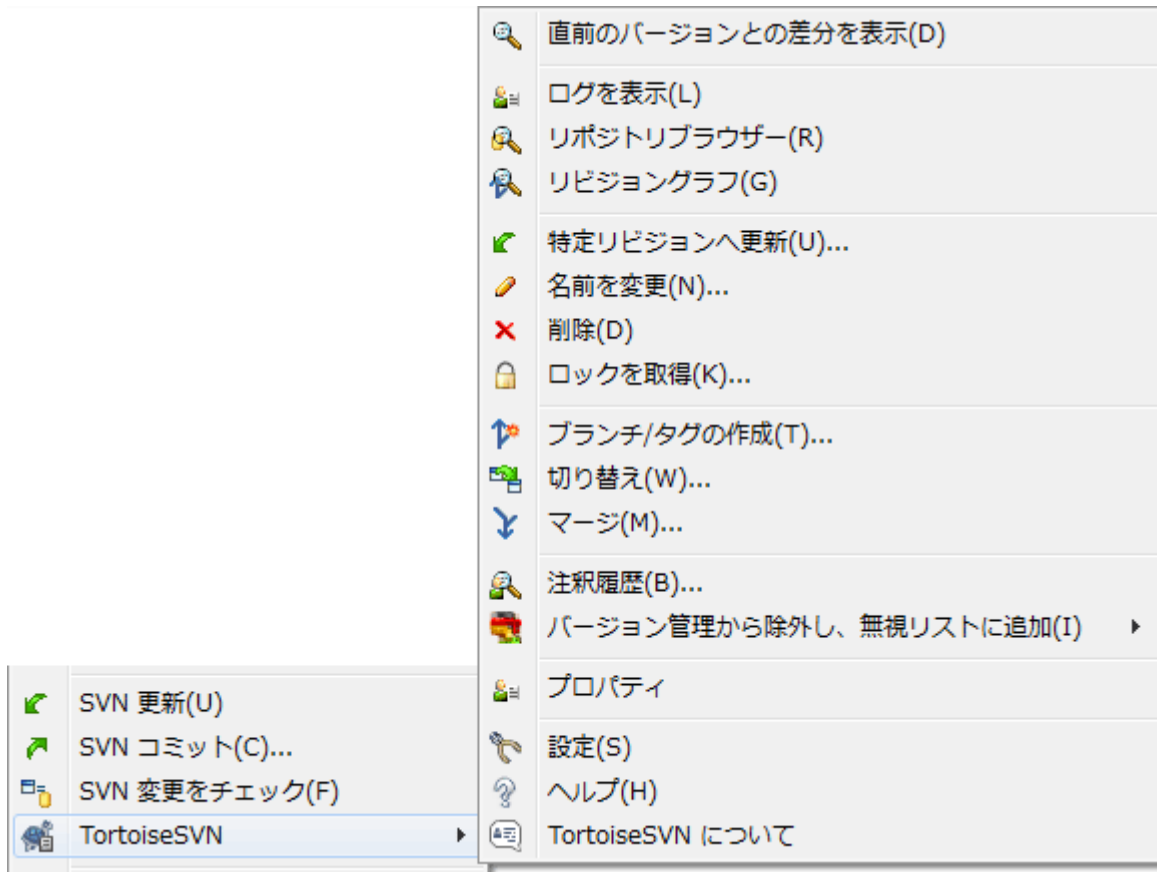 直前のバージョンとの差分を表示(D)
ログを表示(L)
リポジトリブラウザー(R)
リビジョングラフ(G)
特定リビジョンへ更新(U)...
名前を変更(N)...
削除(D)
ロックを取得(K)...
ブランチ/タグの作成(T)...
切り替え(W)...
マージ(M)...
注釈履歴(B)...
バージョン管理から除外し、無視リストに追加(I)
プロパティ
設定(S)
ヘルプ(H)
TortoiseSVN について
SVN 更新(U)
SVN コミット(C)...
SVN 変更をチェック(F)
TortoiseSVN